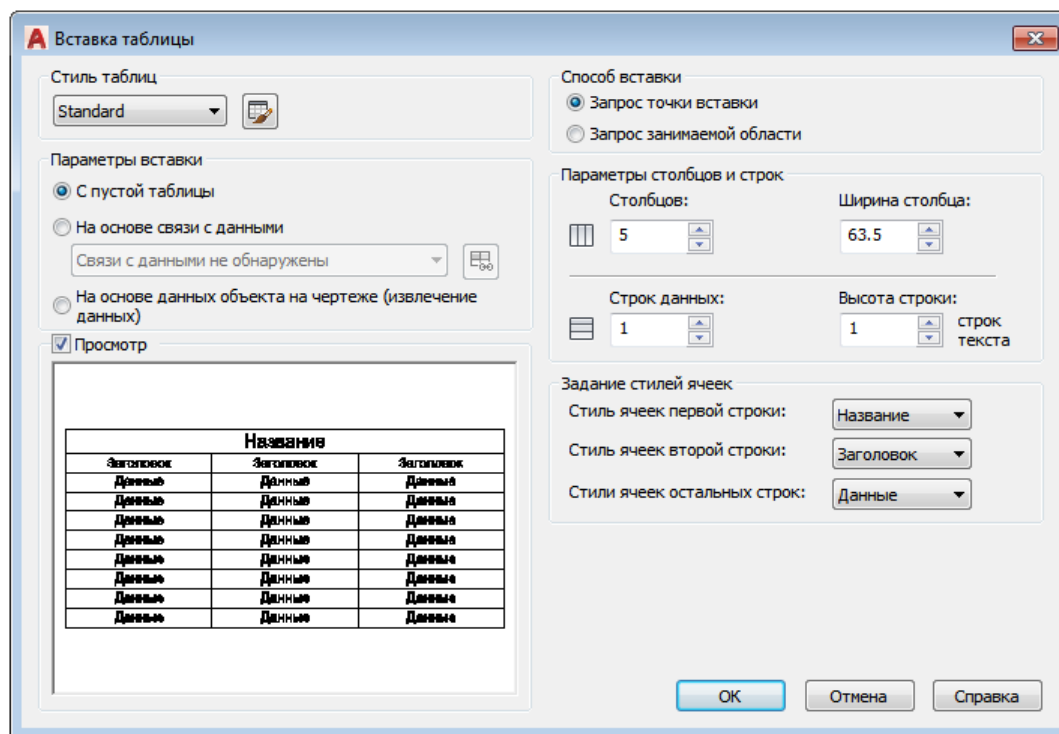 Вставка таблицы
Стиль таблиц
Standard
Параметры вставки
С пустой таблицы
На основе связи с данными
Связи с данными не обнаружены
На основе данных объекта на чертеже (извлечение
данных)
Просмотр
Название
Заголовок Заголовок Заголовок
Данные Данные Данные
Данные Данные Данные
Данные Данные Данные
Данные Данные Данные
Данные Данные Данные
Данные Данные Данные
Данные Данные Данные
Данные Данные Данные
Способ вставки
Запрос точки вставки
Запрос занимаемой области
Параметры столбцов и строк
Столбцов: Ширина столбца:
5 63.5
Строк данных: Высота строки:
1 1 строк
текста
Задание стилей ячеек
Стиль ячеек первой строки: Название
Стиль ячеек второй строки: Заголовок
Стили ячеек остальных строк: Данные
OK Отмена Справка